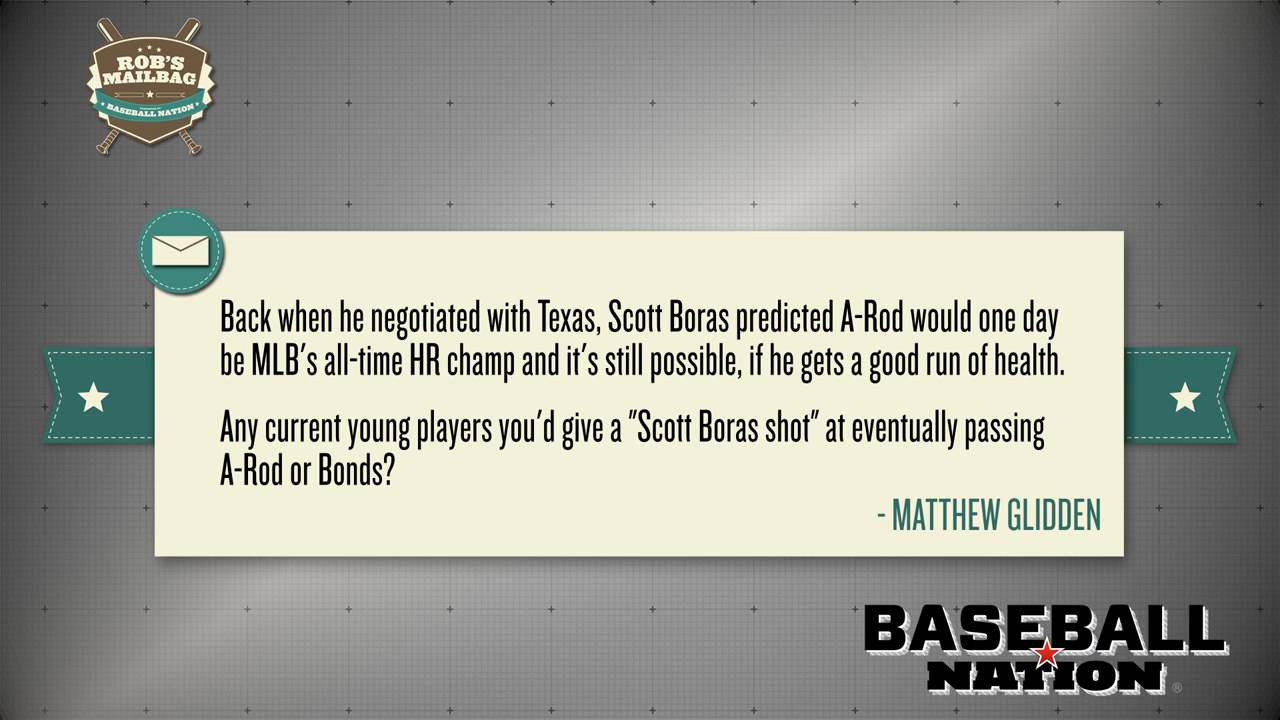 ROB'S
MAILBAG
BASEBALL NATION
Back when he negotiated with Texas, Scott Boras predicted A-Rod would one day
be MLB's all-time HR champ and it's still possible, if he gets a good run of health.
Any current young players you'd give a "Scott Boras shot" at eventually passing
A-Rod or Bonds?
- MATTHEW GLIDDEN
BASEBALL
NATION
®